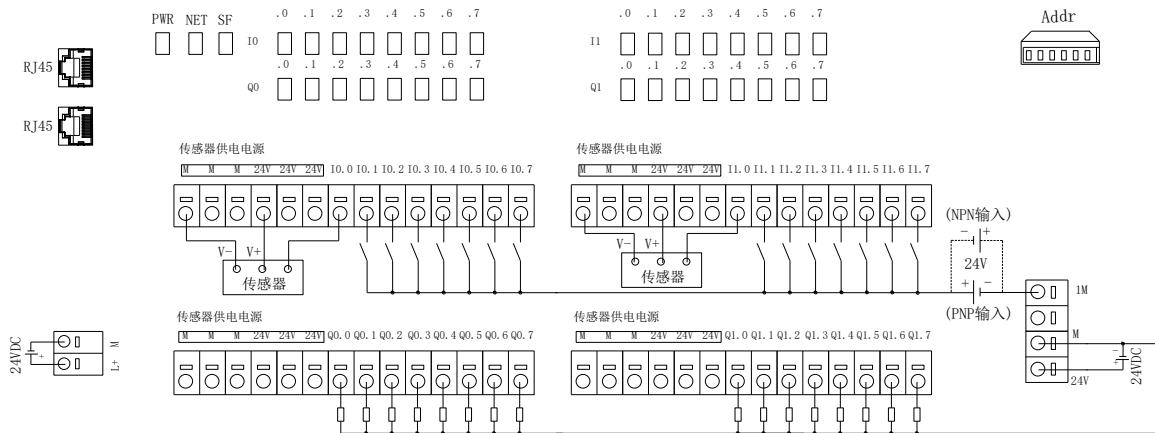 PWR NET SF
.0 .1 .2 .3 .4 .5 .6 .7
I0
.0 .1 .2 .3 .4 .5 .6 .7
Q0
.0 .1 .2 .3 .4 .5 .6 .7
I1
.0 .1 .2 .3 .4 .5 .6 .7
Q1
Addr
RJ45
RJ45
传感器供电电源
M M M 24V 24V 24V I0.0 I0.1 I0.2 I0.3 I0.4 I0.5 I0.6 I0.7
V- V+
传感器
传感器供电电源
M M M 24V 24V 24V I1.0 I1.1 I1.2 I1.3 I1.4 I1.5 I1.6 I1.7
V- V+
传感器
(NPN输入)
- +
24V
+ -
(PNP输入)
1M
M
24V
- +
24VDC
24VDC
+
M
L+
传感器供电电源
M M M 24V 24V 24V Q0.0 Q0.1 Q0.2 Q0.3 Q0.4 Q0.5 Q0.6 Q0.7
传感器供电电源
M M M 24V 24V 24V Q1.0 Q1.1 Q1.2 Q1.3 Q1.4 Q1.5 Q1.6 Q1.7